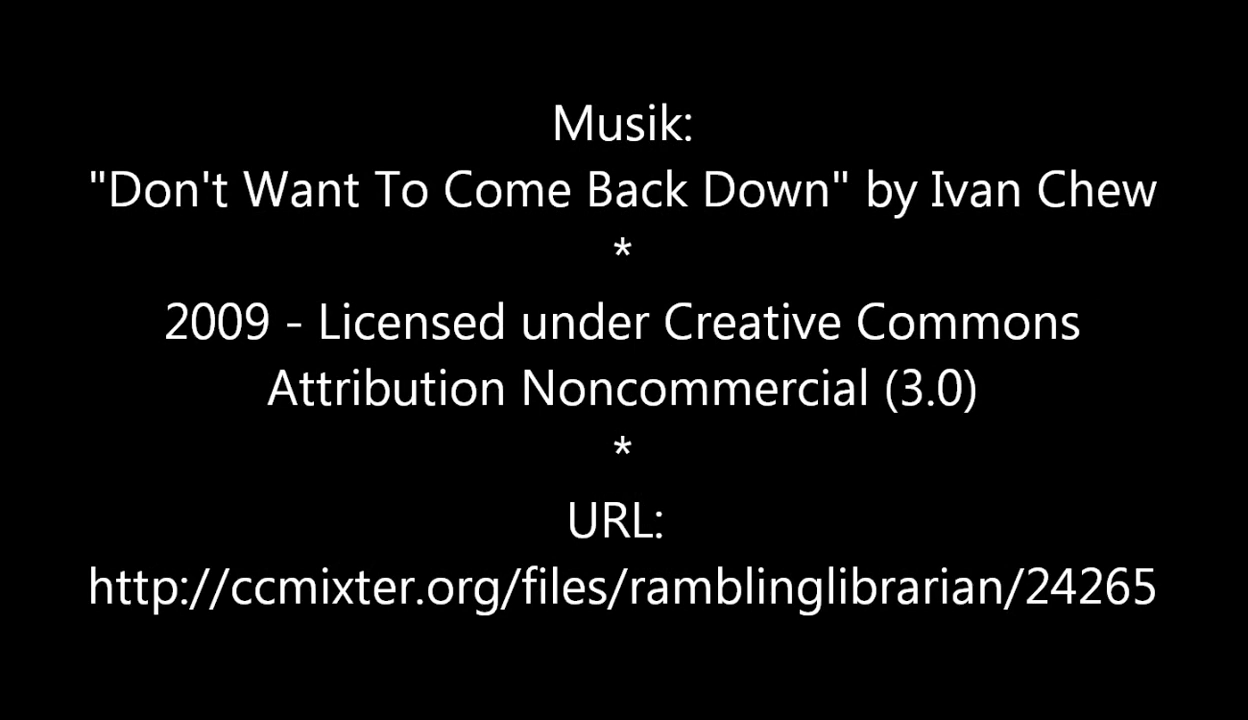 Musik:
"Don't Want To Come Back Down" by Ivan Chew
*
2009 - Licensed under Creative Commons
Attribution Noncommercial (3.0)
*
URL:
http://ccmixter.org/files/ramblinglibrarian/24265